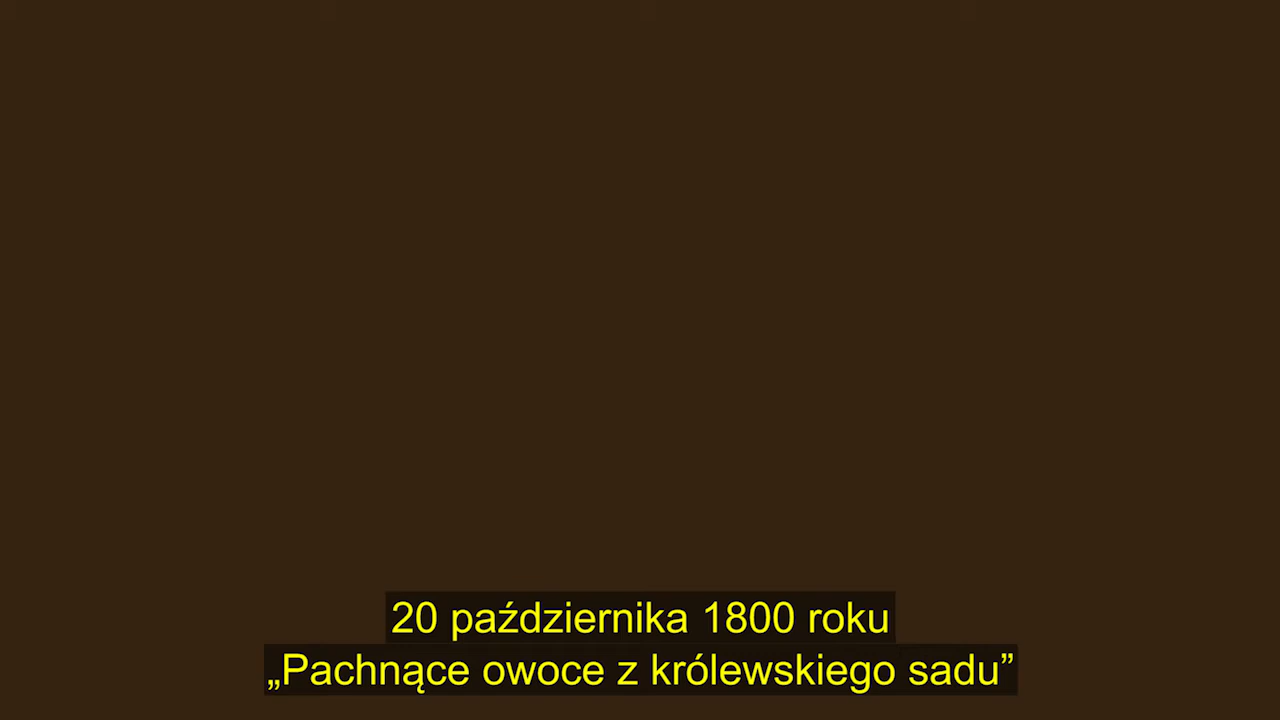 20 października 1800 roku
„Pachnące owoce z królewskiego sadu”